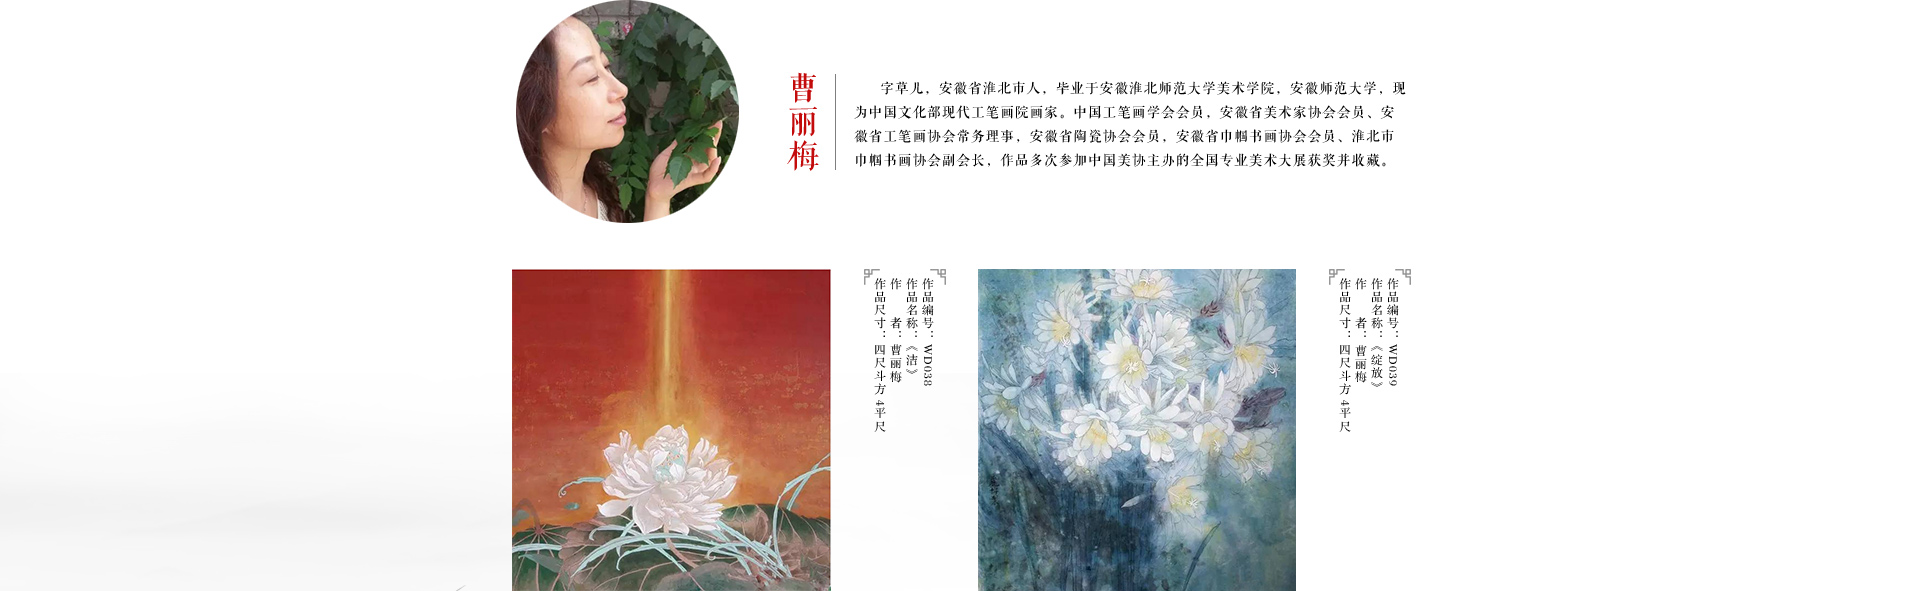 曹丽梅
字草儿，安徽省淮北市人，毕业于安徽淮北师范大学美术学院，安徽师范大学，现
为中国文化部现代工笔画院画家。中国工笔画学会会员，安徽省美术家协会会员、安
徽省工笔画协会常务理事，安徽省陶瓷协会会员，安徽省巾帼书画协会会员、淮北市
巾帼书画协会副会长，作品多次参加中国美协主办的全国专业美术大展获奖并收藏。
作品编号：WD038
作品名称：《洁》
作　　者：曹丽梅
作品尺寸：四尺斗方 4平尺
作品编号：WD039
作品名称：《绽放》
作　　者：曹丽梅
作品尺寸：四尺斗方 4平尺